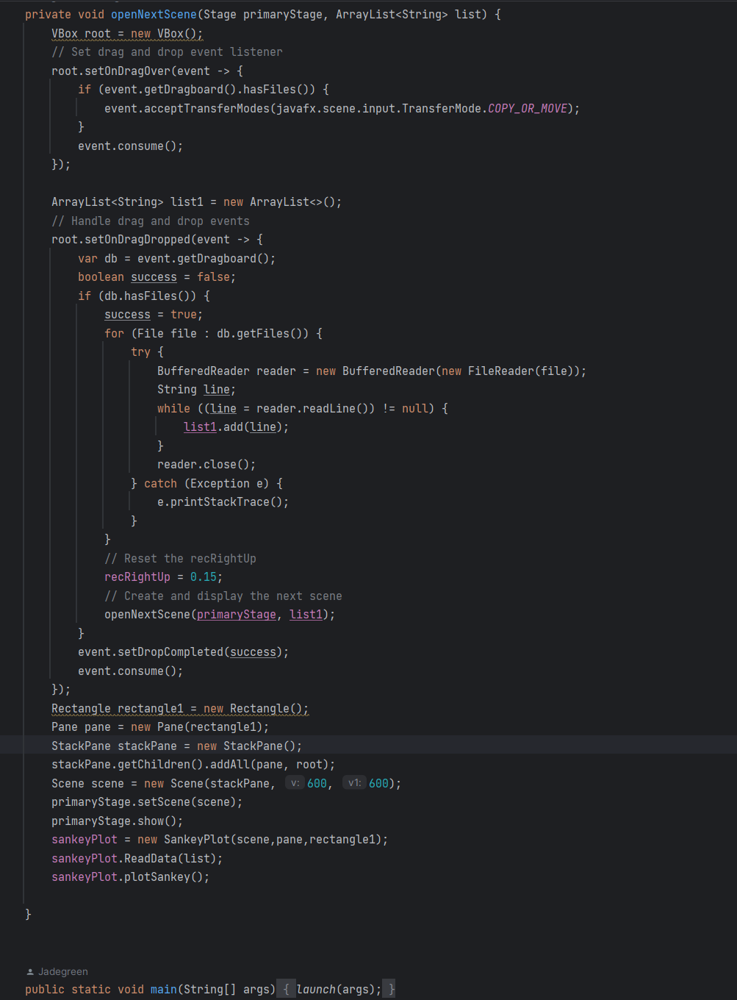 private void openNextScene(Stage primaryStage, ArrayList<String> list) {
    VBox root = new VBox();
    // Set drag and drop event listener
    root.setOnDragOver(event -> {
        if (event.getDragboard().hasFiles()) {
            event.acceptTransferModes(javafx.scene.input.TransferMode.COPY_OR_MOVE);
        }
        event.consume();
    });

    ArrayList<String> list1 = new ArrayList<>();
    // Handle drag and drop events
    root.setOnDragDropped(event -> {
        var db = event.getDragboard();
        boolean success = false;
        if (db.hasFiles()) {
            success = true;
            for (File file : db.getFiles()) {
                try {
                    BufferedReader reader = new BufferedReader(new FileReader(file));
                    String line;
                    while ((line = reader.readLine()) != null) {
                        list1.add(line);
                    }
                    reader.close();
                } catch (Exception e) {
                    e.printStackTrace();
                }
            }
            // Reset the recRightUp
            recRightUp = 0.15;
            // Create and display the next scene
            openNextScene(primaryStage, list1);
        }
        event.setDropCompleted(success);
        event.consume();
    });
    Rectangle rectangle1 = new Rectangle();
    Pane pane = new Pane(rectangle1);
    StackPane stackPane = new StackPane();
    stackPane.getChildren().addAll(pane, root);
    Scene scene = new Scene(stackPane, v: 600, v1: 600);
    primaryStage.setScene(scene);
    primaryStage.show();
    sankeyPlot = new SankeyPlot(scene,pane,rectangle1);
    sankeyPlot.ReadData(list);
    sankeyPlot.plotSankey();

}

Jadegreen
public static void main(String[] args) { launch(args); }